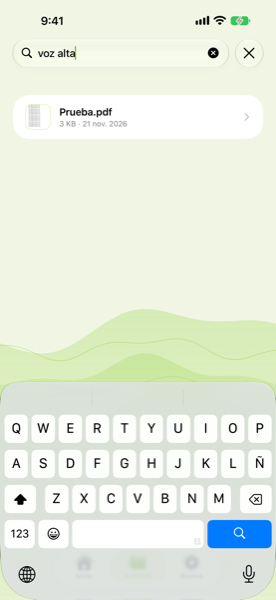 9:41
voz alta
Prueba.pdf
3 KB · 21 nov. 2026
Q W E R T Y U I O P
A S D F G H J K L Ñ
Z X C V B N M
123